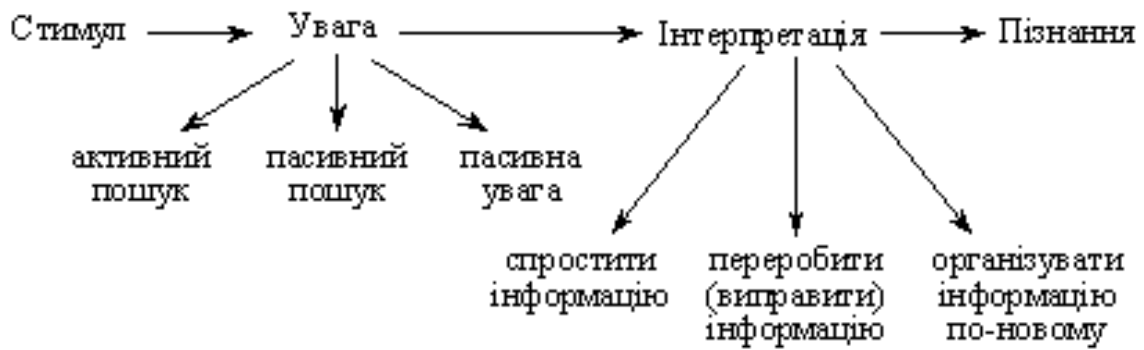 Стимул
Увага
Інтерпретація
Пізнання
активний
пошук
пасивний
пошук
пасивна
увага
спростити
інформацію
переробити
(виправити)
інформацію
організувати
інформацію
по-новому